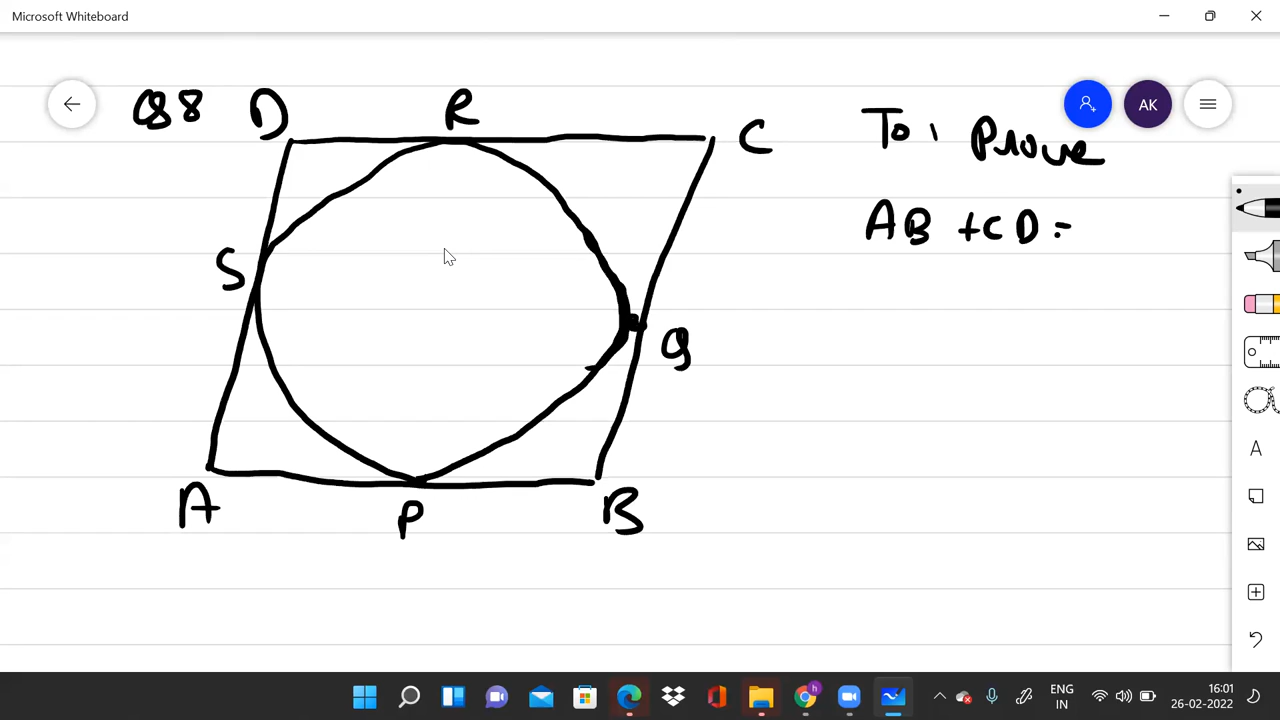 Microsoft Whiteboard
Q8
D
R
C
To, Prove
AK
AB + CD =
S
Q
A
P
B
A
ENG
IN
16:01
26-02-2022